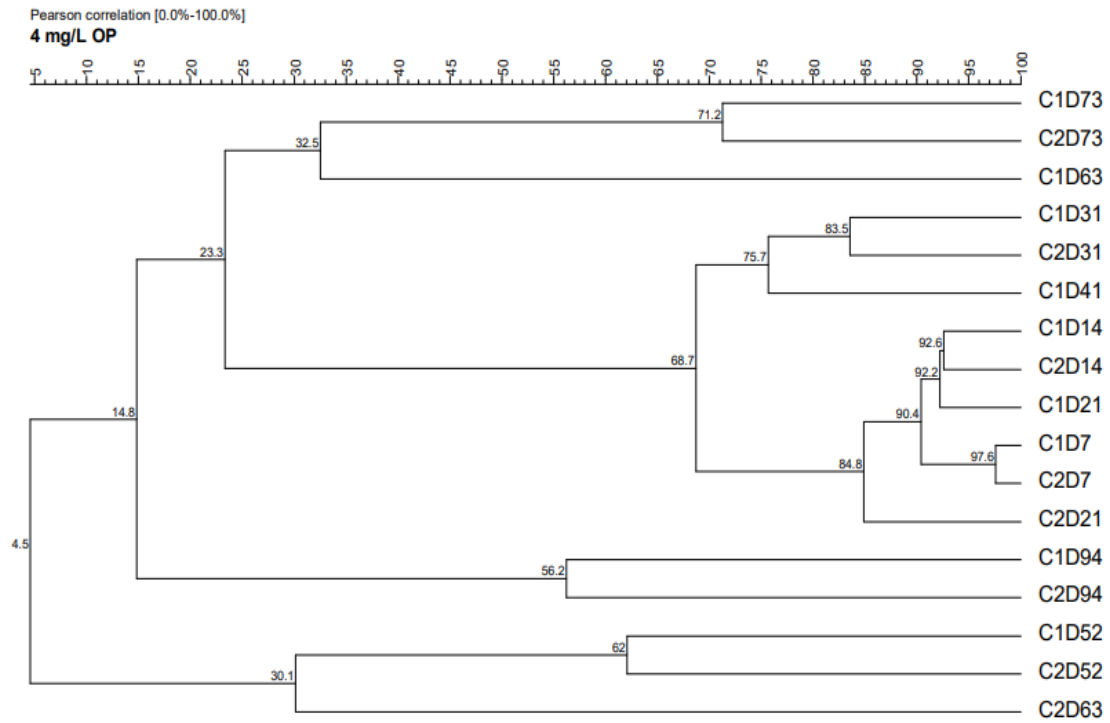 Pearson correlation [0.0%-100.0%]
4 mg/L OP
5 10 15 20 25 30 35 40 45 50 55 60 65 70 75 80 85 90 95 100
C1D73
71.2
C2D73
32.5
C1D63
C1D31
83.5
23.3
C2D31
75.7
C1D41
C1D14
92.6
68.7
C2D14
92.2
C1D21
14.8
90.4
C1D7
97.6
84.8
C2D7
C2D21
4.5
C1D94
56.2
C2D94
C1D52
62
C2D52
30.1
C2D63